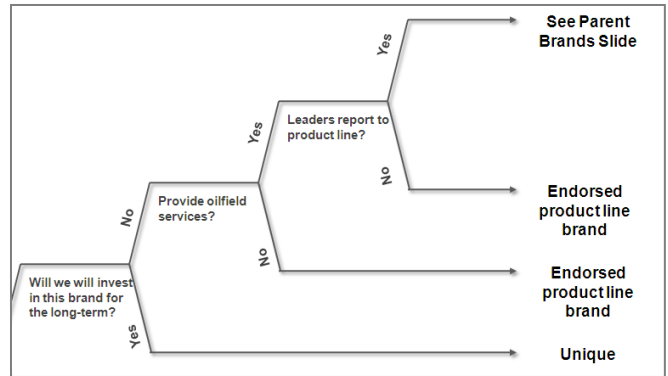 See Parent
Brands Slide
Yes
Leaders report to
product line?
Yes
No
Provide oilfield
services?
Endorsed
product line
brand
No
No
Will we will invest
in this brand for
the long-term?
Endorsed
product line
brand
Yes
Unique